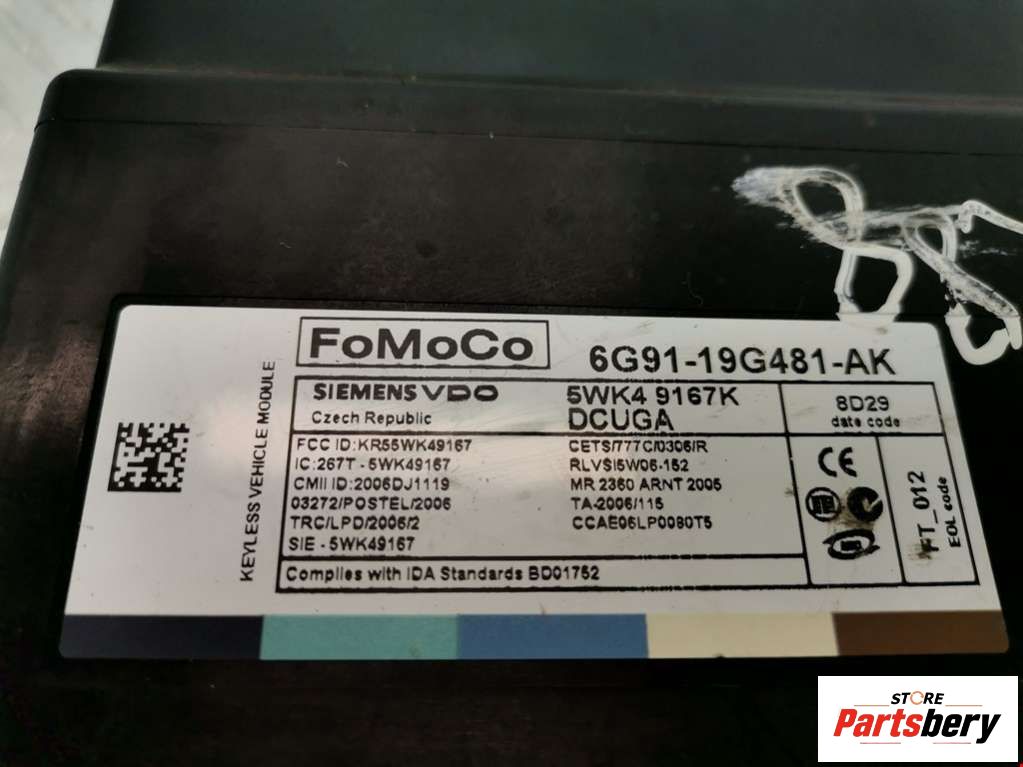 FoMoCo
6G91-19G481-AK
SIEMENS VDO
Czech Republic
5WK4 9167K
DCUGA
8D29
date code
KEYLESS VEHICLE MODULE
FCC ID: KR55WK49167
IC: 267T - 5WK49167
CMII ID: 2006DJ1119
03272/POSTEL/2006
TRC/LPD/2006/2
SIE - 5WK49167
CETS/777C/0306/R
RLVSI5W06-152
MR 2360 ARNT 2005
TA-2006/115
CCAE06LP0080T5
CE
FT_012
EOL code
Complies with IDA Standards BD01752
STORE
Partsbery